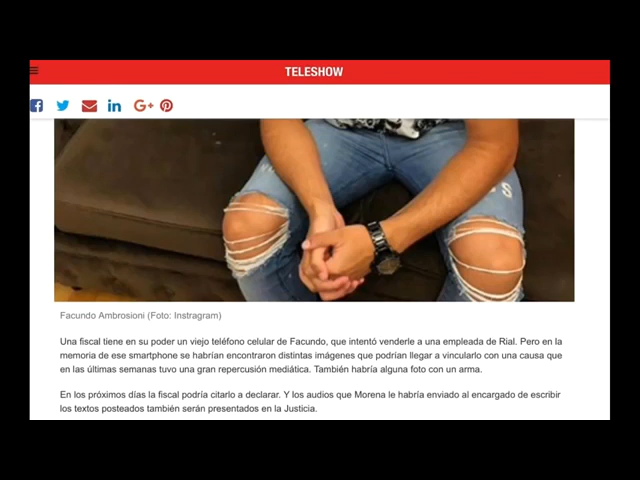 TELESHOW
Facundo Ambrosioni (Foto: Instragram)
Una fiscal tiene en su poder un viejo teléfono celular de Facundo, que intentó venderle a una empleada de Rial. Pero en la
memoria de ese smartphone se habrían encontraron distintas imágenes que podrían llegar a vincularlo con una causa que
en las últimas semanas tuvo una gran repercusión mediática. También habría alguna foto con un arma.
En los próximos días la fiscal podría citarlo a declarar. Y los audios que Morena le habría enviado al encargado de escribir
los textos posteados también serán presentados en la Justicia.